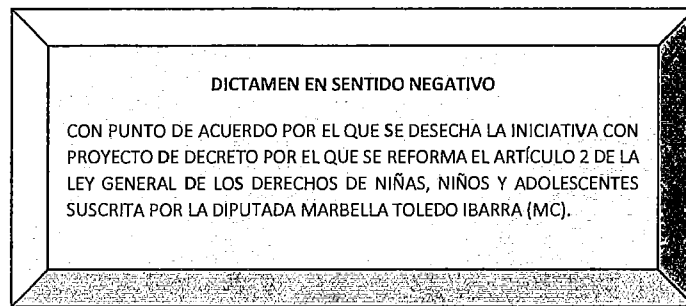 DICTAMEN EN SENTIDO NEGATIVO
CON PUNTO DE ACUERDO POR EL QUE SE DESECHA LA INICIATIVA CON
PROYECTO DE DECRETO POR EL QUE SE REFORMA EL ARTÍCULO 2 DE LA
LEY GENERAL DE LOS DERECHOS DE NIÑAS, NIÑOS Y ADOLESCENTES
SUSCRITA POR LA DIPUTADA MARBELLA TOLEDO IBARRA (MC).